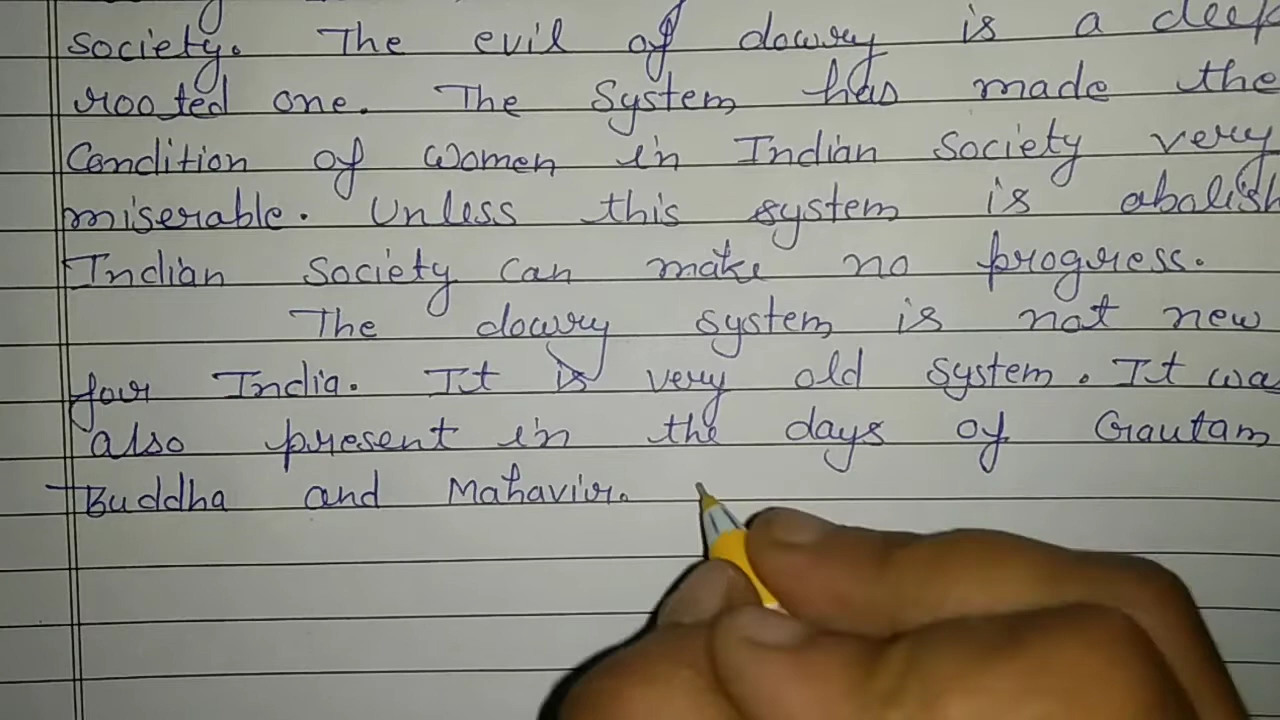 society. The evil of dowry is a deep
rooted one. The System has made the
Condition of women in Indian Society very
miserable. Unless this system is abolish
Indian Society can make no progress.
The dowry system is not new
four India. It is very old system. It was
also present in the days of Gautam
Buddha and Mahavir.